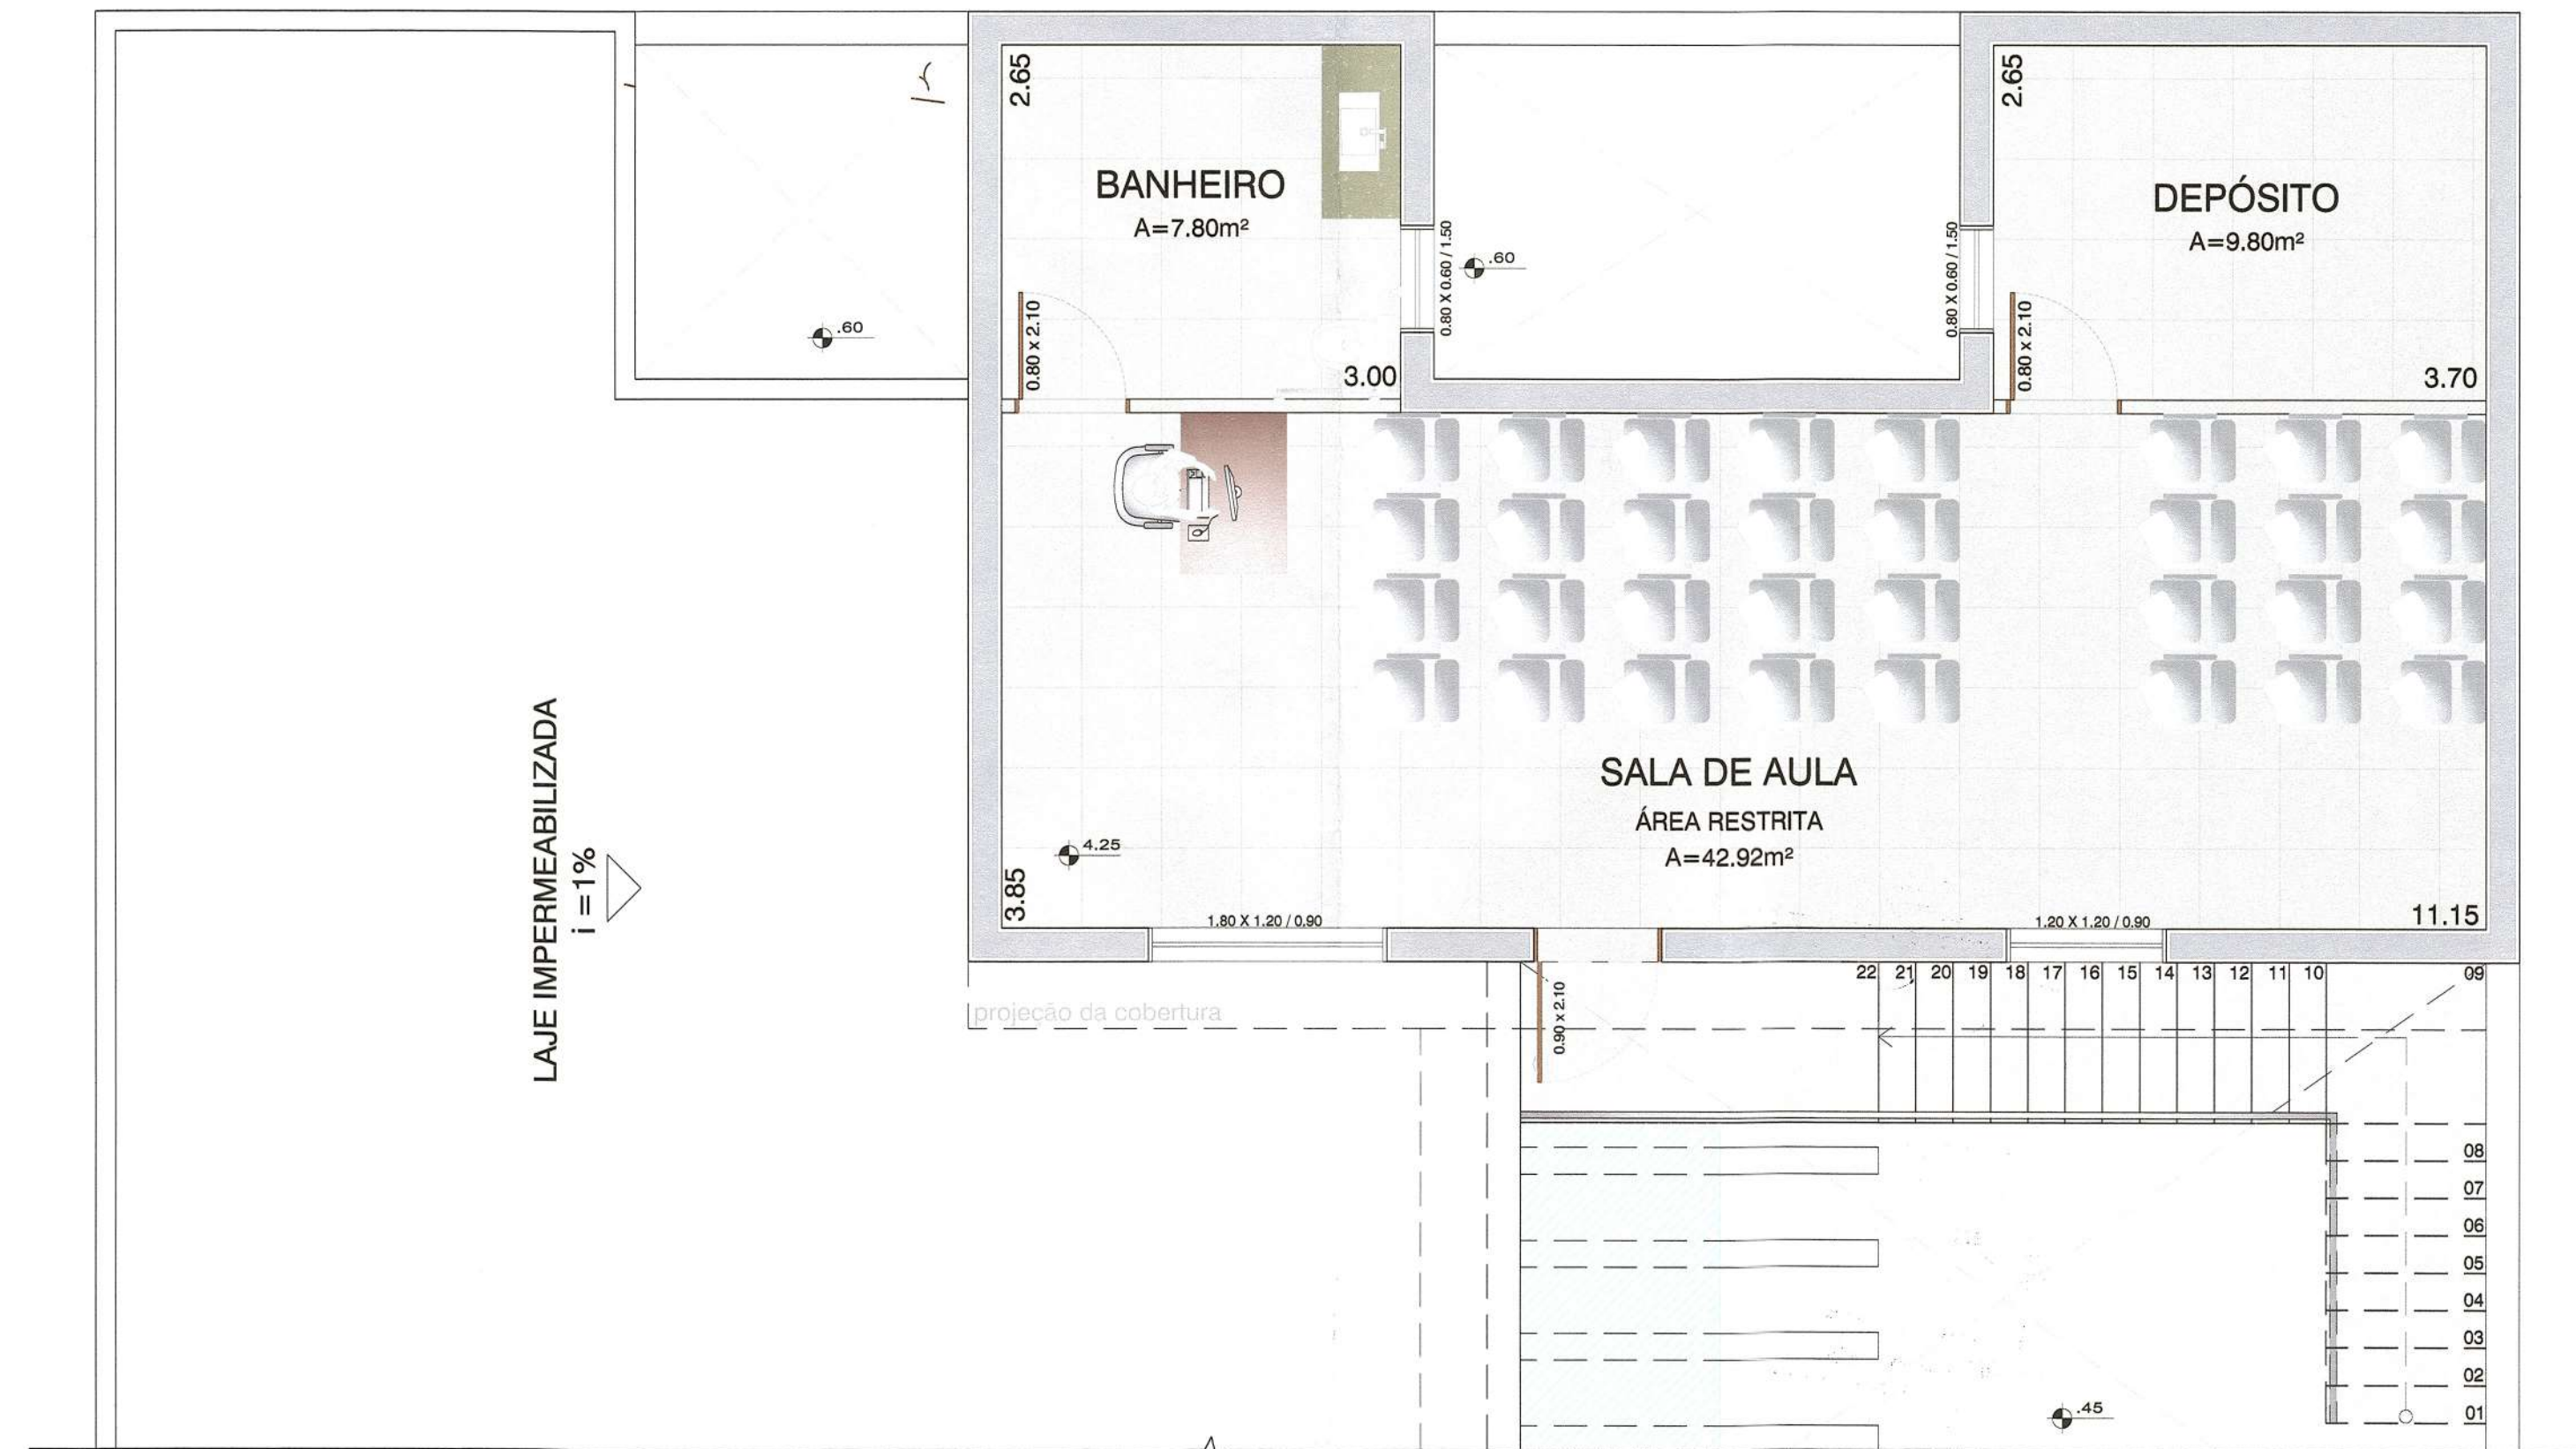 2.65
BANHEIRO
A=7.80m²
0.80 x 2.10
3.00
0.80 X 0.60 / 1.50
.60
.60
0.80 X 0.60 / 1.50
2.65
DEPÓSITO
A=9.80m²
0.80 x 2.10
3.70
SALA DE AULA
ÁREA RESTRITA
A=42.92m²
4.25
3.85
1.80 X 1.20 / 0.90
1.20 X 1.20 / 0.90
11.15
LAJE IMPERMEABILIZADA
i =1%
projeção da cobertura
0.90 x 2.10
22 21 20 19 18 17 16 15 14 13 12 11 10 09
08
07
06
05
04
03
02
01
.45